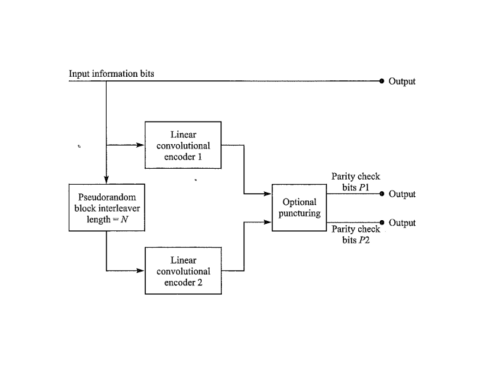 Input information bits
Output
Linear
convolutional
encoder 1
Parity check
bits P1
Pseudorandom
block interleaver
length = N
Optional
puncturing
Output
Output
Parity check
bits P2
Linear
convolutional
encoder 2